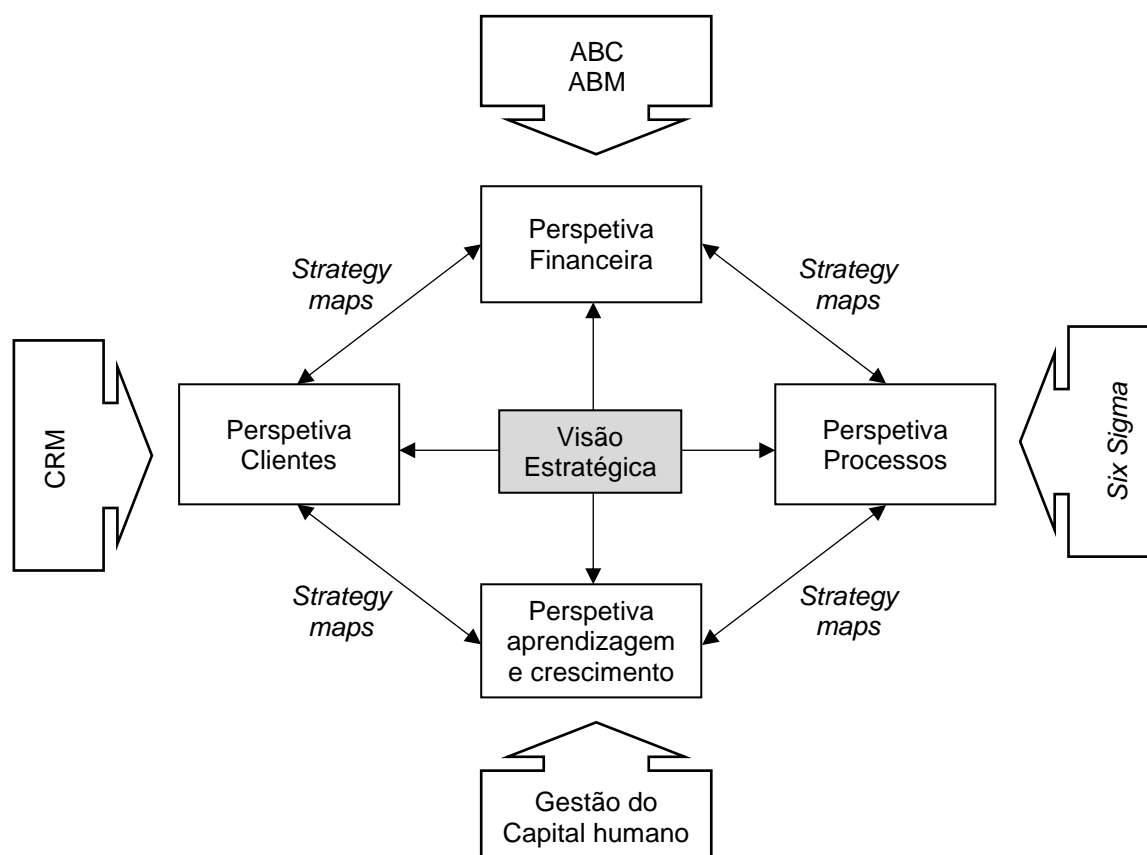 ABC
ABM
Perspetiva
Financeira
Strategy
maps
Strategy
maps
CRM
Perspetiva
Clientes
Visão
Estratégica
Perspetiva
Processos
Six Sigma
Strategy
maps
Perspetiva
aprendizagem
e crescimento
Strategy
maps
Gestão do
Capital humano